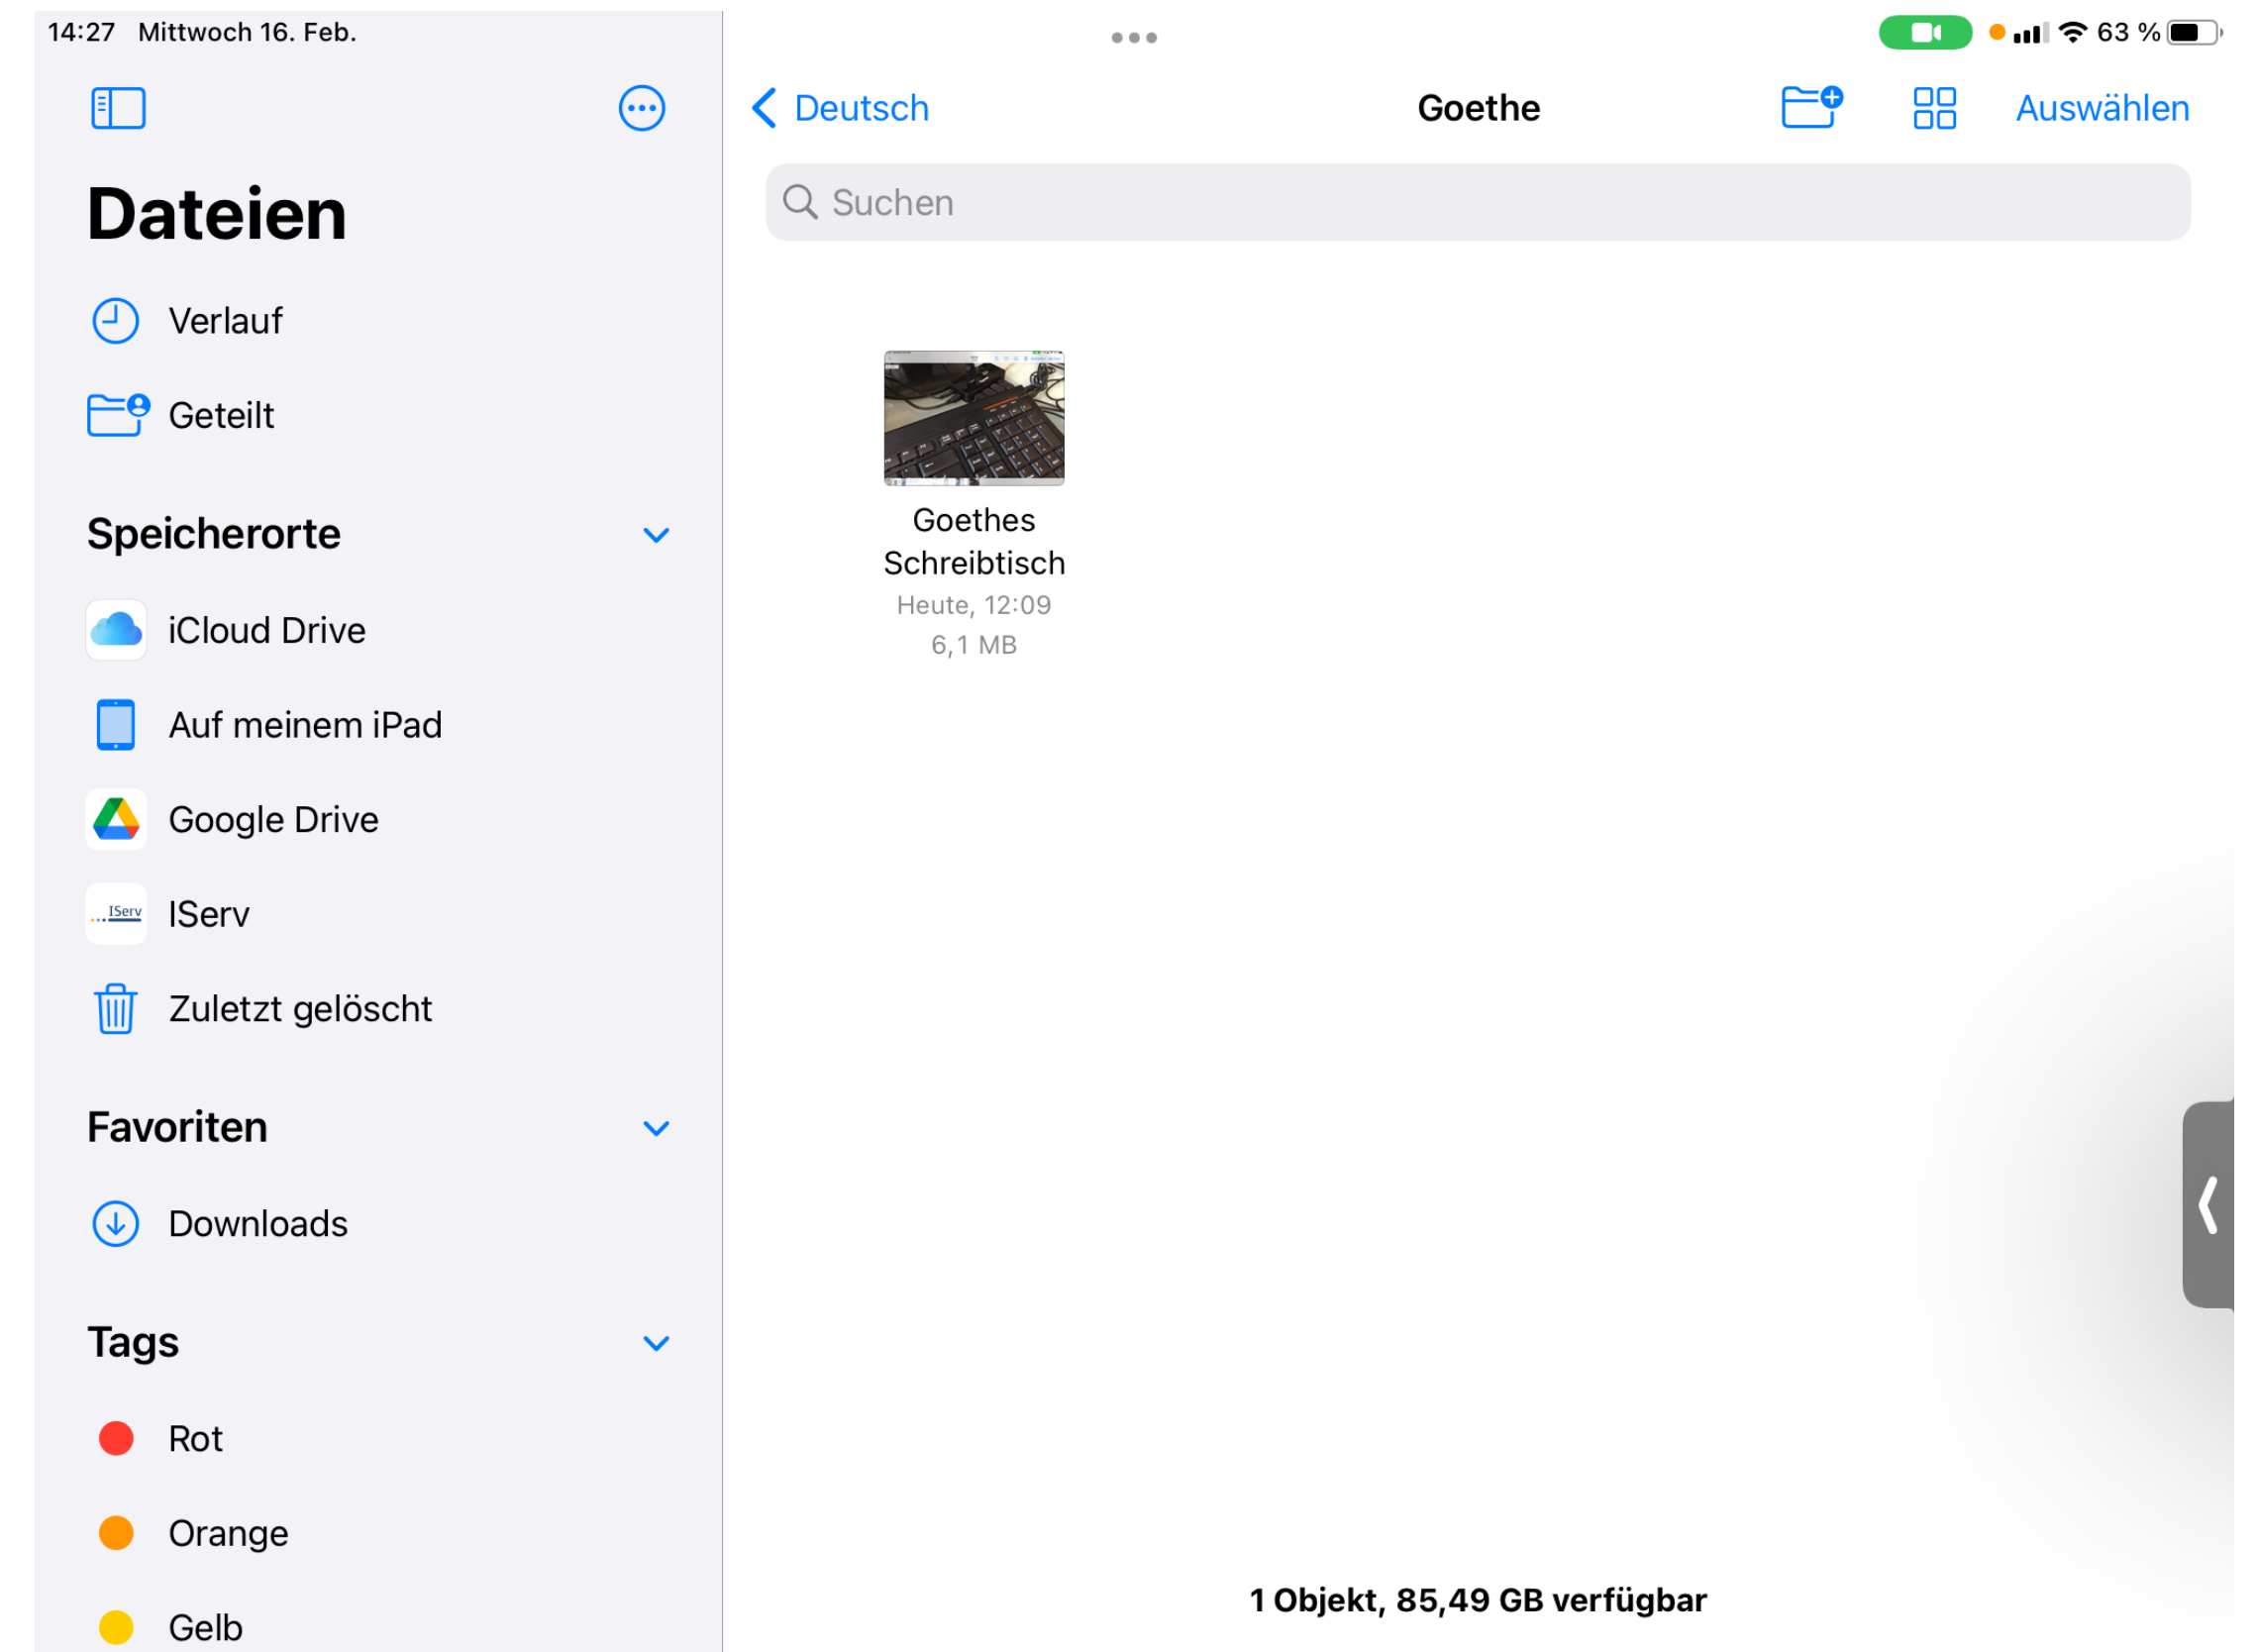 14:27 Mittwoch 16. Feb.
63 %
Dateien
Verlauf
Geteilt
Speicherorte
iCloud Drive
Auf meinem iPad
Google Drive
IServ
IServ
Zuletzt gelöscht
Favoriten
Downloads
Tags
Rot
Orange
Gelb
Deutsch
Goethe
Auswählen
Suchen
Goethes
Schreibtisch
Heute, 12:09
6,1 MB
1 Objekt, 85,49 GB verfügbar